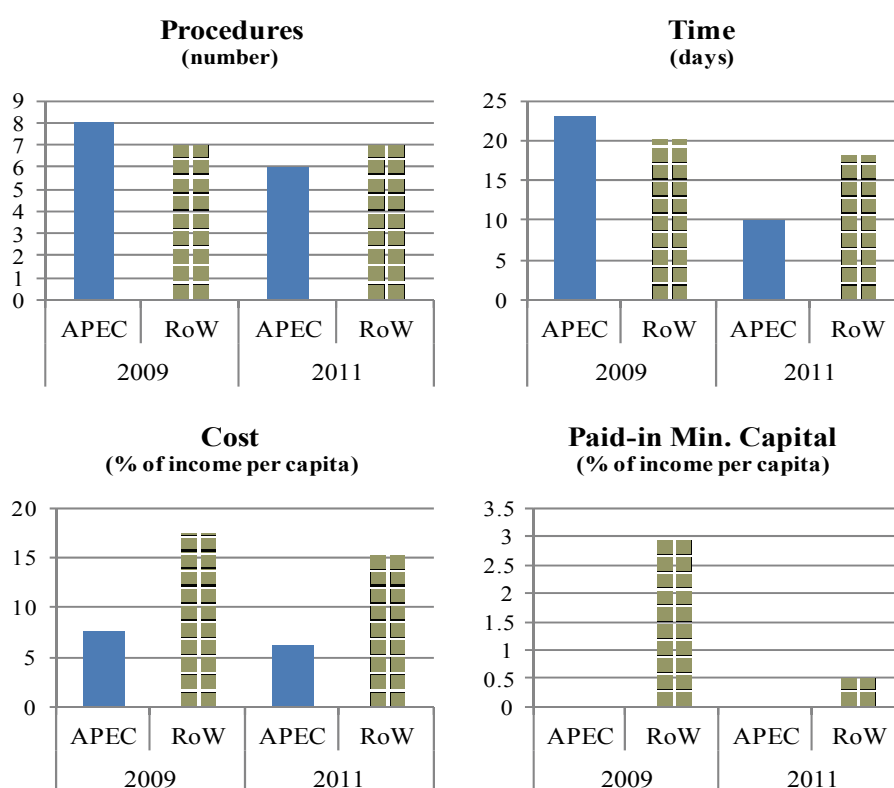 Procedures
(number)
9
8
7
6
5
4
3
2
1
0
APEC RoW APEC RoW
2009 2011
Time
(days)
25
20
15
10
5
0
APEC RoW APEC RoW
2009 2011
Cost
(% of income per capita)
20
15
10
5
0
APEC RoW APEC RoW
2009 2011
Paid-in Min. Capital
(% of income per capita)
3.5
3
2.5
2
1.5
1
0.5
0
APEC RoW APEC RoW
2009 2011